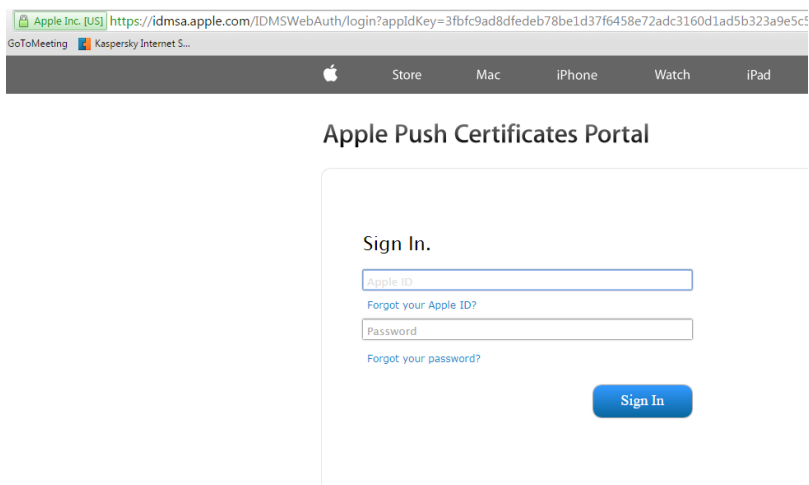 Apple Inc. [US] https://idmsa.apple.com/IDMSWebAuth/login?appIdKey=3fbfc9ad8dfedeb78be1d37f6458e72adc3160d1ad5b323a9e5c5
GoToMeeting Kaspersky Internet S...
Store Mac iPhone Watch iPad
Apple Push Certificates Portal
Sign In.
Apple ID
Forgot your Apple ID?
Password
Forgot your password?
Sign In